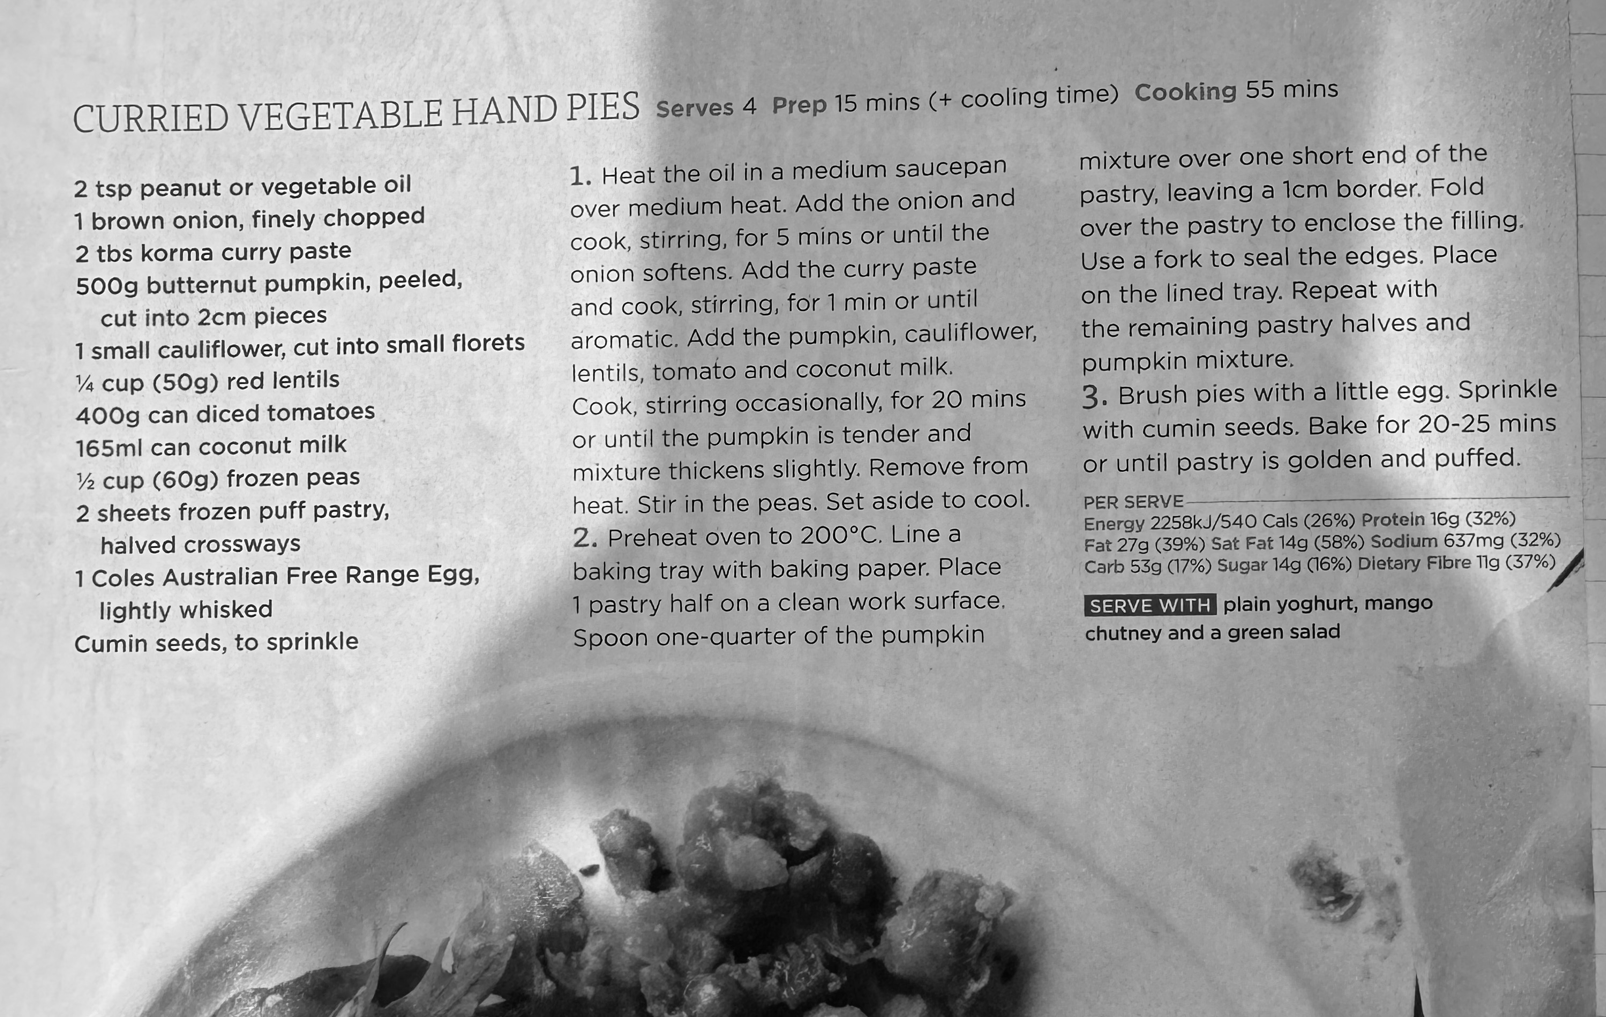 CURRIED VEGETABLE HAND PIES Serves 4 Prep 15 mins (+ cooling time) Cooking 55 mins
2 tsp peanut or vegetable oil
1 brown onion, finely chopped
2 tbs korma curry paste
500g butternut pumpkin, peeled,
cut into 2cm pieces
1 small cauliflower, cut into small florets
¼ cup (50g) red lentils
400g can diced tomatoes
165ml can coconut milk
½ cup (60g) frozen peas
2 sheets frozen puff pastry,
halved crossways
1 Coles Australian Free Range Egg,
lightly whisked
Cumin seeds, to sprinkle
1. Heat the oil in a medium saucepan
over medium heat. Add the onion and
cook, stirring, for 5 mins or until the
onion softens. Add the curry paste
and cook, stirring, for 1 min or until
aromatic. Add the pumpkin, cauliflower,
lentils, tomato and coconut milk.
Cook, stirring occasionally, for 20 mins
or until the pumpkin is tender and
mixture thickens slightly. Remove from
heat. Stir in the peas. Set aside to cool.
2. Preheat oven to 200°C. Line a
baking tray with baking paper. Place
1 pastry half on a clean work surface.
Spoon one-quarter of the pumpkin
mixture over one short end of the
pastry, leaving a 1cm border. Fold
over the pastry to enclose the filling.
Use a fork to seal the edges. Place
on the lined tray. Repeat with
the remaining pastry halves and
pumpkin mixture.
3. Brush pies with a little egg. Sprinkle
with cumin seeds. Bake for 20-25 mins
or until pastry is golden and puffed.
PER SERVE
Energy 2258kJ/540 Cals (26%) Protein 16g (32%)
Fat 27g (39%) Sat Fat 14g (58%) Sodium 637mg (32%)
Carb 53g (17%) Sugar 14g (16%) Dietary Fibre 11g (37%)
SERVE WITH plain yoghurt, mango
chutney and a green salad